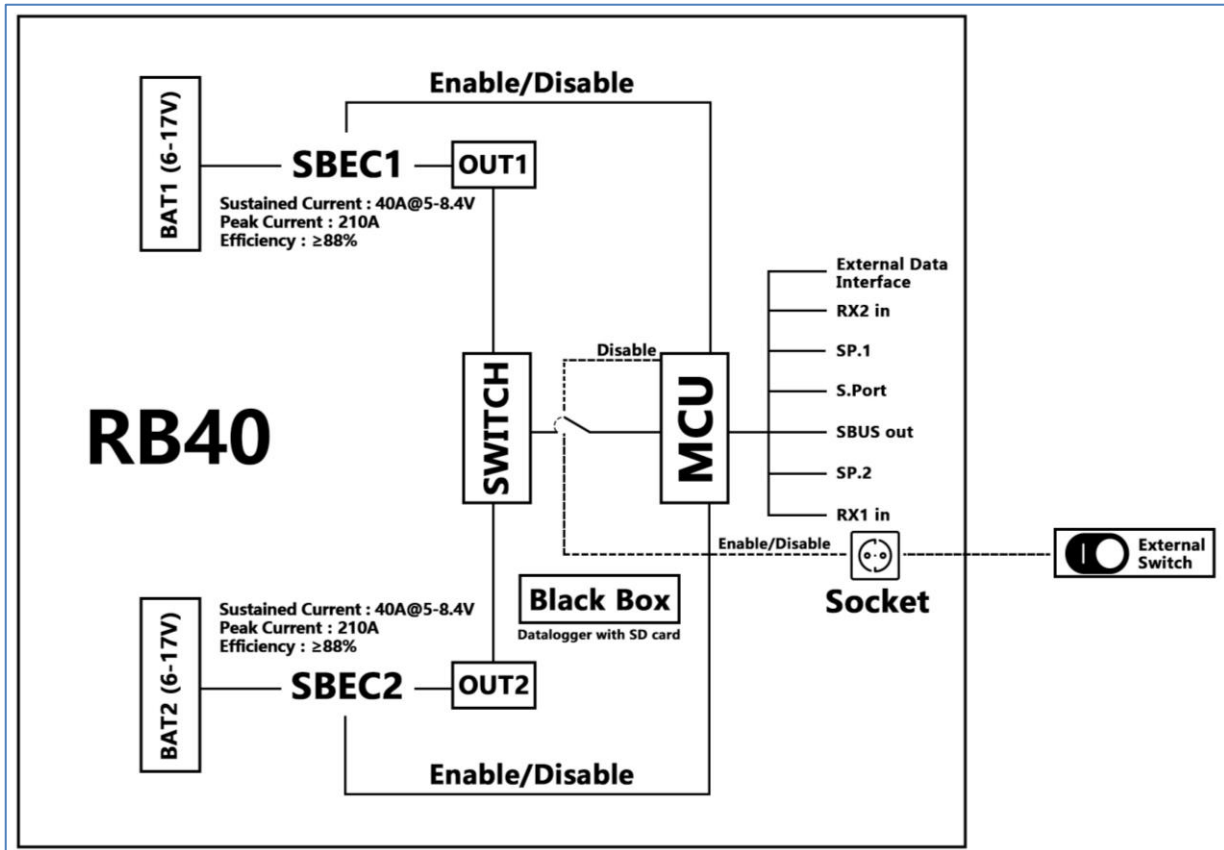 Enable/Disable
BAT1 (6-17V)
SBEC1
OUT1
Sustained Current : 40A@5-8.4V
Peak Current : 210A
Efficiency : ≥88%
External Data
Interface
RX2 in
Disable
SP.1
S.Port
RB40
SWITCH
MCU
SBUS out
SP.2
RX1 in
Enable/Disable
External
Switch
Socket
Black Box
Datalogger with SD card
BAT2 (6-17V)
Sustained Current : 40A@5-8.4V
Peak Current : 210A
Efficiency : ≥88%
SBEC2
OUT2
Enable/Disable